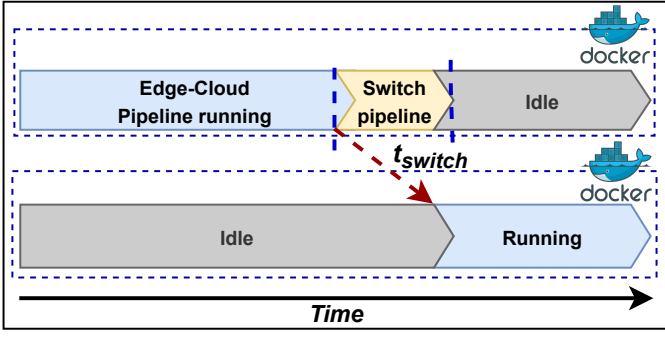 docker
Edge-Cloud
Pipeline running
Switch
pipeline
Idle
t_switch
docker
Idle
Running
Time